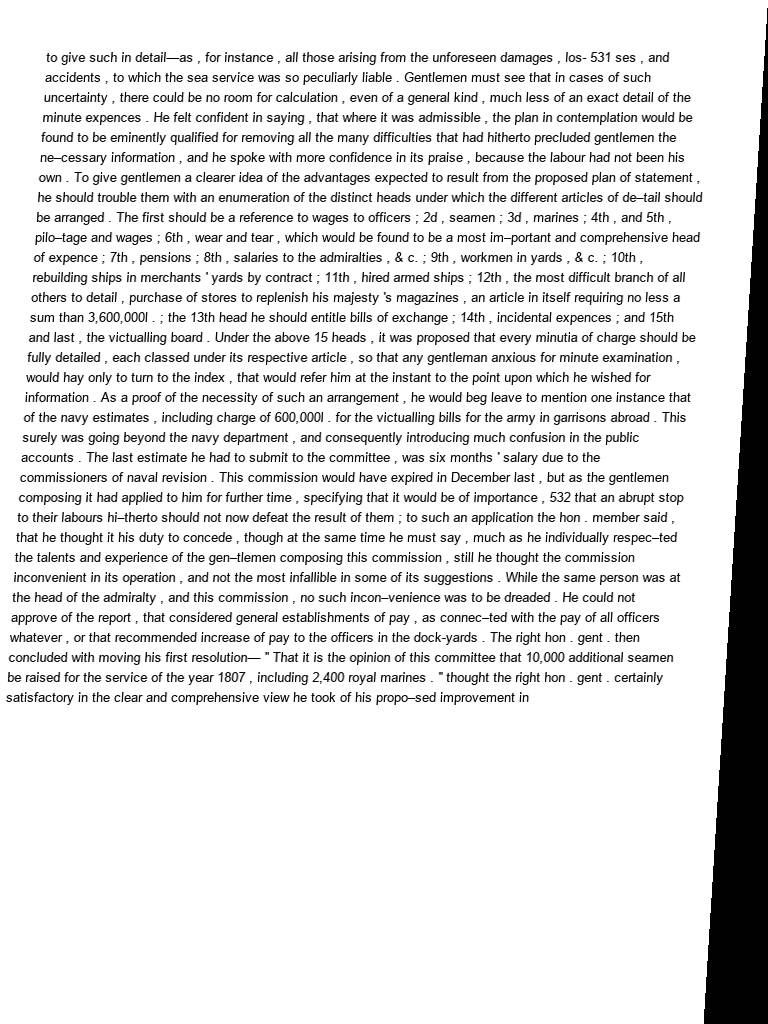 to give such in detail—as , for instance , all those arising from the unforeseen damages , los- 531 ses , and
accidents , to which the sea service was so peculiarly liable . Gentlemen must see that in cases of such
uncertainty , there could be no room for calculation , even of a general kind , much less of an exact detail of the
minute expences . He felt confident in saying , that where it was admissible , the plan in contemplation would be
found to be eminently qualified for removing all the many difficulties that had hitherto precluded gentlemen the
ne–cessary information , and he spoke with more confidence in its praise , because the labour had not been his
own . To give gentlemen a clearer idea of the advantages expected to result from the proposed plan of statement ,
he should trouble them with an enumeration of the distinct heads under which the different articles of de–tail should
be arranged . The first should be a reference to wages to officers ; 2d , seamen ; 3d , marines ; 4th , and 5th ,
pilo–tage and wages ; 6th , wear and tear , which would be found to be a most im–portant and comprehensive head
of expence ; 7th , pensions ; 8th , salaries to the admiralties , & c. ; 9th , workmen in yards , & c. ; 10th ,
rebuilding ships in merchants ' yards by contract ; 11th , hired armed ships ; 12th , the most difficult branch of all
others to detail , purchase of stores to replenish his majesty 's magazines , an article in itself requiring no less a
sum than 3,600,000l . ; the 13th head he should entitle bills of exchange ; 14th , incidental expences ; and 15th
and last , the victualling board . Under the above 15 heads , it was proposed that every minutia of charge should be
fully detailed , each classed under its respective article , so that any gentleman anxious for minute examination ,
would hay only to turn to the index , that would refer him at the instant to the point upon which he wished for
information . As a proof of the necessity of such an arrangement , he would beg leave to mention one instance that
of the navy estimates , including charge of 600,000l . for the victualling bills for the army in garrisons abroad . This
surely was going beyond the navy department , and consequently introducing much confusion in the public
accounts . The last estimate he had to submit to the committee , was six months ' salary due to the
commissioners of naval revision . This commission would have expired in December last , but as the gentlemen
composing it had applied to him for further time , specifying that it would be of importance , 532 that an abrupt stop
to their labours hi–therto should not now defeat the result of them ; to such an application the hon . member said ,
that he thought it his duty to concede , though at the same time he must say , much as he individually respec–ted
the talents and experience of the gen–tlemen composing this commission , still he thought the commission
inconvenient in its operation , and not the most infallible in some of its suggestions . While the same person was at
the head of the admiralty , and this commission , no such incon–venience was to be dreaded . He could not
approve of the report , that considered general establishments of pay , as connec–ted with the pay of all officers
whatever , or that recommended increase of pay to the officers in the dock-yards . The right hon . gent . then
concluded with moving his first resolution— " That it is the opinion of this committee that 10,000 additional seamen
be raised for the service of the year 1807 , including 2,400 royal marines . " thought the right hon . gent . certainly
satisfactory in the clear and comprehensive view he took of his propo–sed improvement in